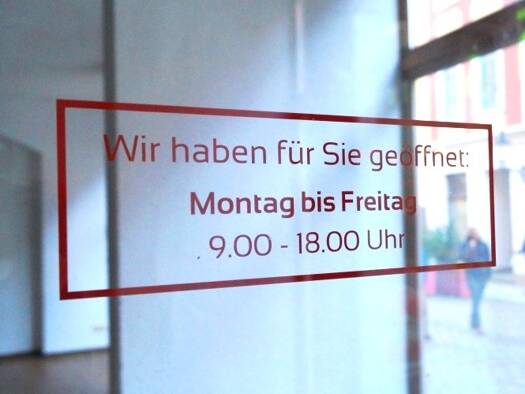 Wir haben für Sie geöffnet:
Montag bis Freitag
9.00 - 18.00 Uhr